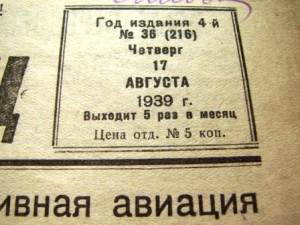 Год издания 4-й
№ 36 (216)
Четверг
17
АВГУСТА
1939 г.
Выходит 5 раз в месяц
Цена отд. № 5 коп.
ивная авиация